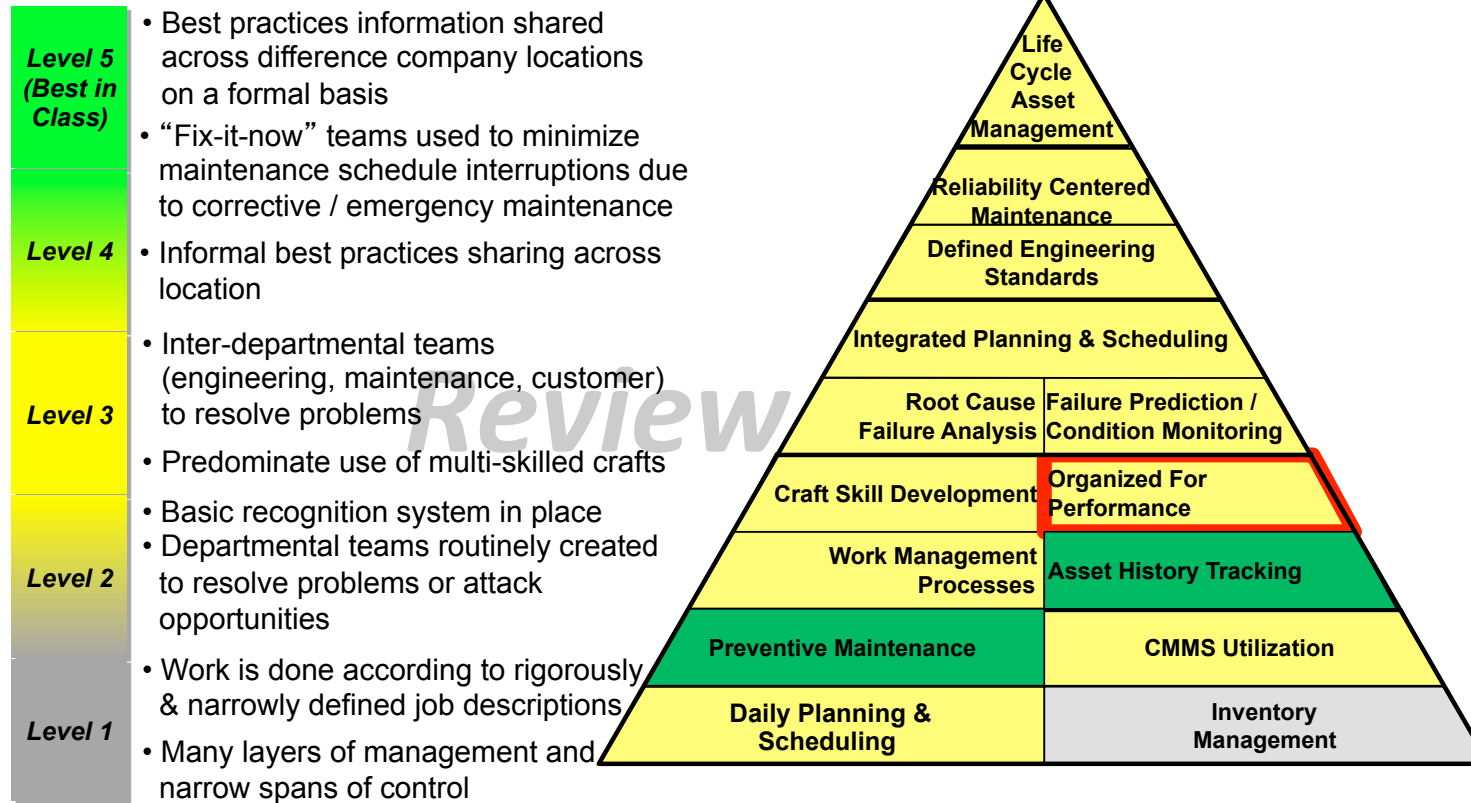 Level 5
(Best in
Class)
Level 4
Level 3
Level 2
Level 1
• Best practices information shared
across difference company locations
on a formal basis
• “Fix-it-now” teams used to minimize
maintenance schedule interruptions due
to corrective / emergency maintenance
• Informal best practices sharing across
location
• Inter-departmental teams
(engineering, maintenance, customer)
to resolve problems
• Predominate use of multi-skilled crafts
• Basic recognition system in place
• Departmental teams routinely created
to resolve problems or attack
opportunities
• Work is done according to rigorously
& narrowly defined job descriptions
• Many layers of management and
narrow spans of control
Review
Life
Cycle
Asset
Management
Reliability Centered
Maintenance
Defined Engineering
Standards
Integrated Planning & Scheduling
Root Cause
Failure Analysis
Failure Prediction /
Condition Monitoring
Craft Skill Development
Organized For
Performance
Work Management
Processes
Asset History Tracking
Preventive Maintenance
CMMS Utilization
Daily Planning &
Scheduling
Inventory
Management